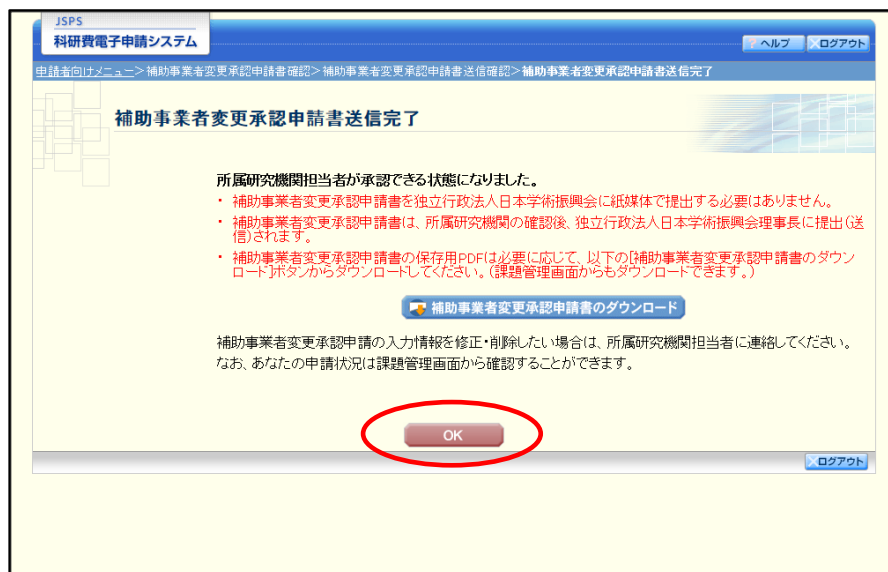 JSPS
科研費電子申請システム
? ヘルプ
ログアウト
申請者向けメニュー>補助事業者変更承認申請書確認>補助事業者変更承認申請書送信確認>補助事業者変更承認申請書送信完了
補助事業者変更承認申請書送信完了
所属研究機関担当者が承認できる状態になりました。
・ 補助事業者変更承認申請書を独立行政法人日本学術振興会に紙媒体で提出する必要はありません。
・ 補助事業者変更承認申請書は、所属研究機関の確認後、独立行政法人日本学術振興会理事長に提出(送
信)されます。
・ 補助事業者変更承認申請書の保存用PDFは必要に応じて、以下の[補助事業者変更承認申請書のダウン
ロード]ボタンからダウンロードしてください。(課題管理画面からもダウンロードできます。)
補助事業者変更承認申請書のダウンロード
補助事業者変更承認申請の入力情報を修正・削除したい場合は、所属研究機関担当者に連絡してください。
なお、あなたの申請状況は課題管理画面から確認することができます。
OK
ログアウト